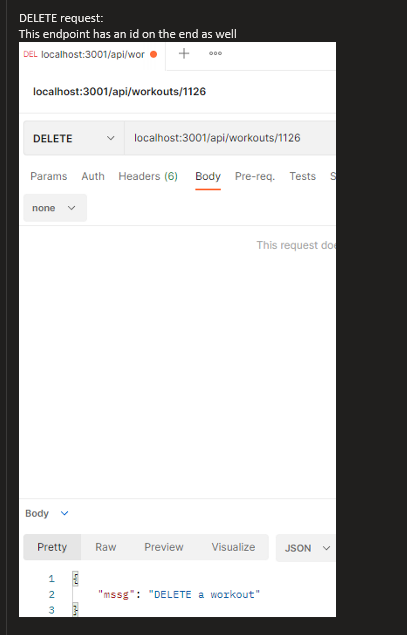 DELETE request:
This endpoint has an id on the end as well
DEL localhost:3001/api/wor
localhost:3001/api/workouts/1126
DELETE localhost:3001/api/workouts/1126
Params Auth Headers (6) Body Pre-req. Tests S
none
This request doe
Body
Pretty Raw Preview Visualize JSON
1 {
2 "mssg": "DELETE a workout"
3 }